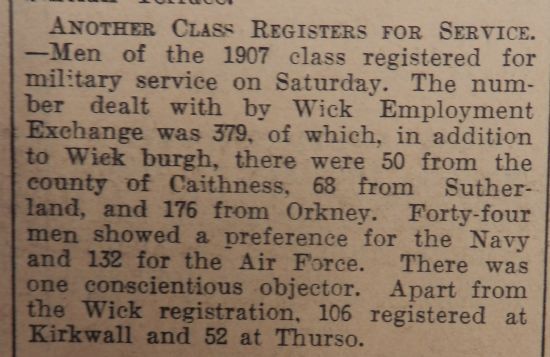 Terrace.
ANOTHER CLASS REGISTERS FOR SERVICE.
—Men of the 1907 class registered for
military service on Saturday. The num-
ber dealt with by Wick Employment
Exchange was 379, of which, in addition
to Wick burgh, there were 50 from the
county of Caithness, 68 from Suther-
land, and 176 from Orkney. Forty-four
men showed a preference for the Navy
and 132 for the Air Force. There was
one conscientious objector. Apart from
the Wick registration, 106 registered at
Kirkwall and 52 at Thurso.